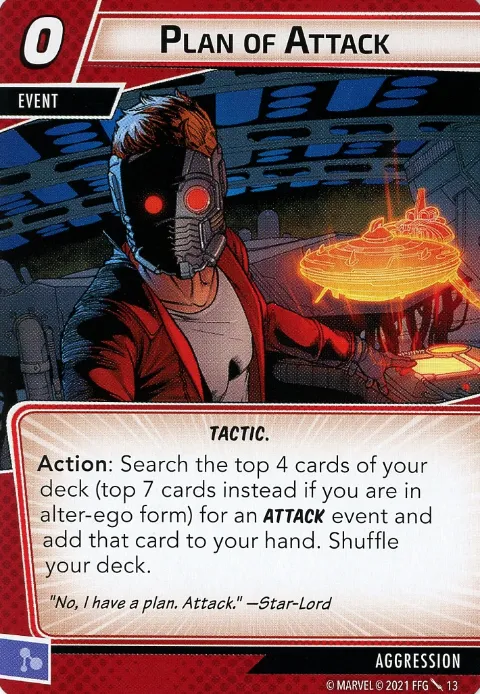 0
PLAN OF ATTACK
EVENT
TACTIC.
Action: Search the top 4 cards of your
deck (top 7 cards instead if you are in
alter-ego form) for an ATTACK event and
add that card to your hand. Shuffle
your deck.
"No, I have a plan. Attack." —Star-Lord
AGGRESSION
© MARVEL © 2021 FFG 13